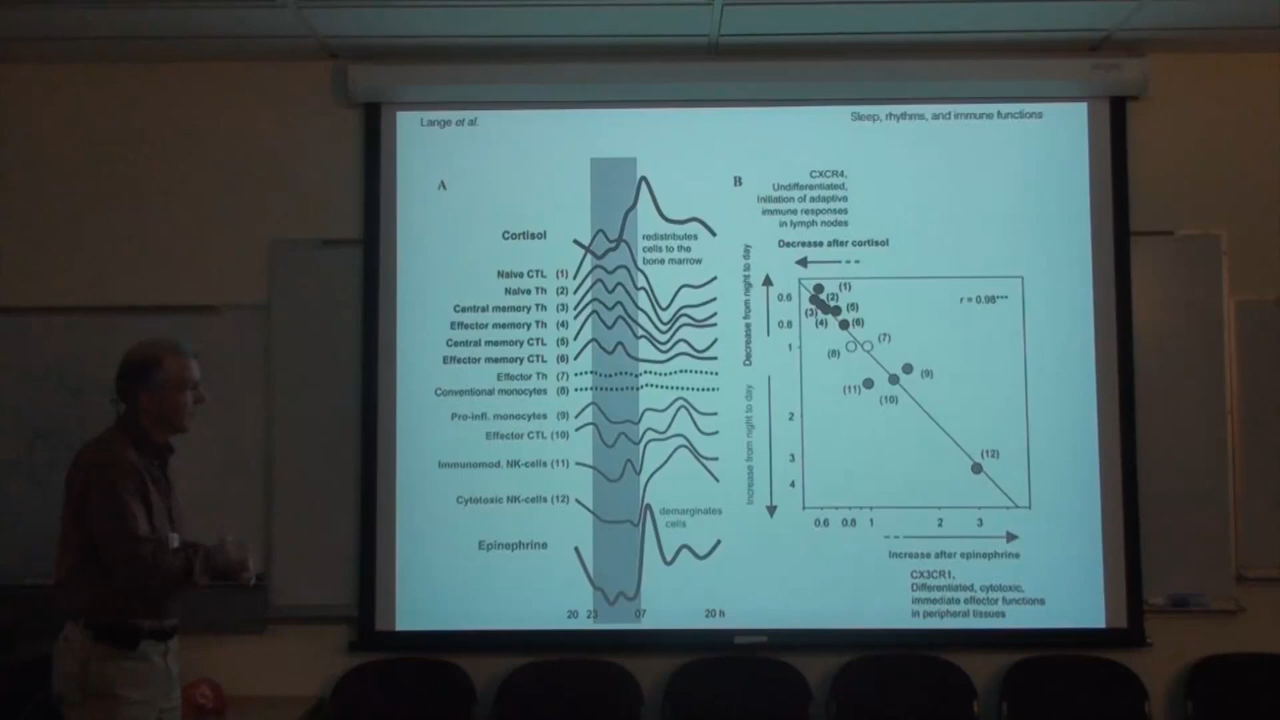 Lange et al.
Sleep, rhythms, and immune functions
A
Cortisol
redistributes
cells to the
bone marrow
Naive CTL (1)
Naive Th (2)
Central memory Th (3)
Effector memory Th (4)
Central memory CTL (5)
Effector memory CTL (6)
Effector Th (7)
Conventional monocytes (8)
Pro-infl. monocytes (9)
Effector CTL (10)
Immunomod. NK-cells (11)
Cytotoxic NK-cells (12)
demarginates
cells
Epinephrine
20 23 07 20 h
B
CXCR4,
Undifferentiated,
Initiation of adaptive
immune responses
in lymph nodes
Decrease after cortisol
Decrease from night to day
Increase from night to day
0.6
0.8
1
2
3
4
r = 0.98***
(1)
(2)
(3)
(5)
(4)
(6)
(7)
(8)
(9)
(11)
(10)
(12)
0.6 0.8 1 2 3
Increase after epinephrine
CX3CR1,
Differentiated, cytotoxic,
immediate effector functions
in peripheral tissues